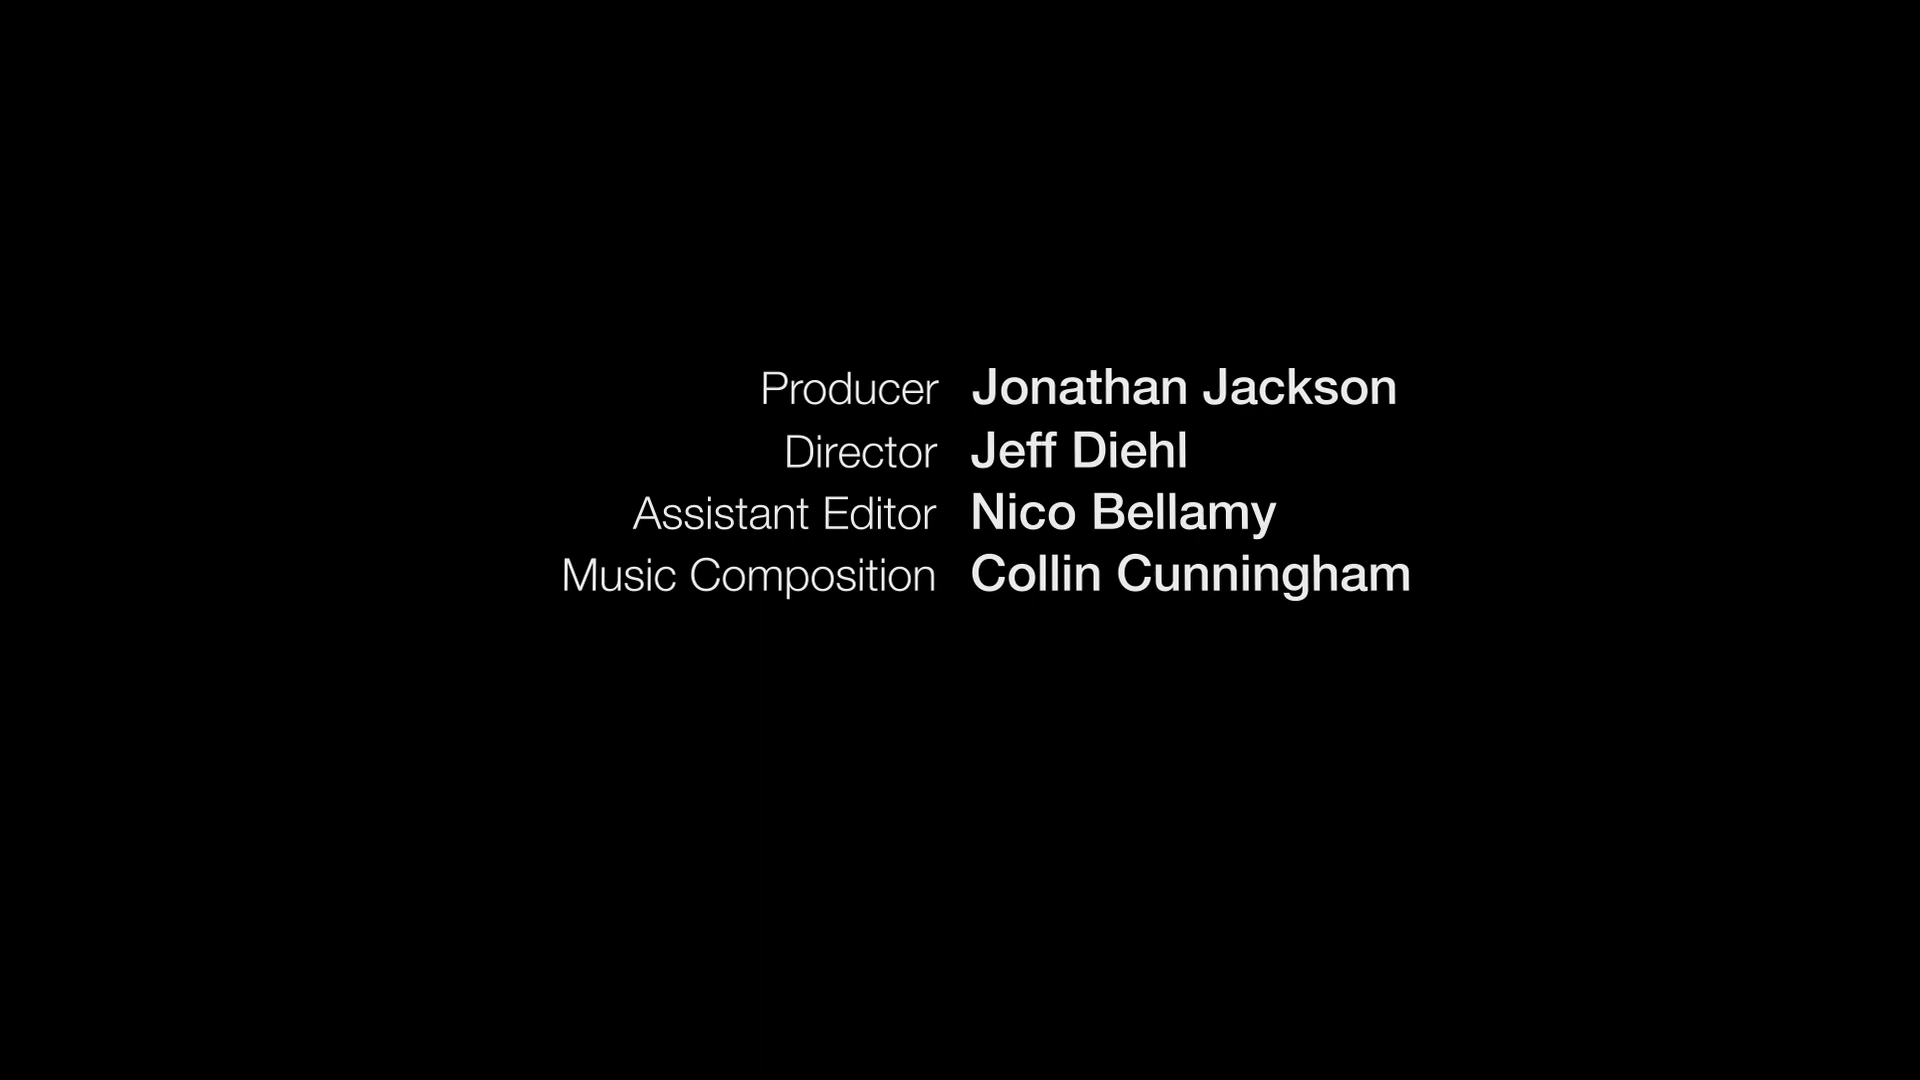 Producer Jonathan Jackson
Director Jeff Diehl
Assistant Editor Nico Bellamy
Music Composition Collin Cunningham